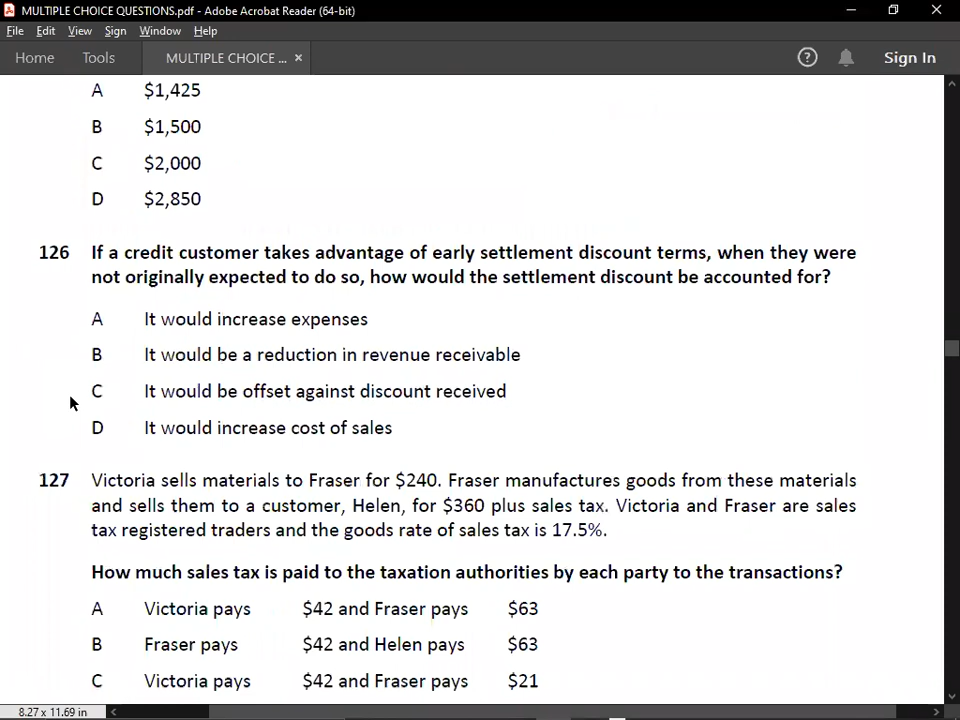 MULTIPLE CHOICE QUESTIONS.pdf - Adobe Acrobat Reader (64-bit)
File Edit View Sign Window Help
Home Tools MULTIPLE CHOICE ... × ? Sign In
A $1,425
B $1,500
C $2,000
D $2,850
126 If a credit customer takes advantage of early settlement discount terms, when they were
not originally expected to do so, how would the settlement discount be accounted for?
A It would increase expenses
B It would be a reduction in revenue receivable
C It would be offset against discount received
D It would increase cost of sales
127 Victoria sells materials to Fraser for $240. Fraser manufactures goods from these materials
and sells them to a customer, Helen, for $360 plus sales tax. Victoria and Fraser are sales
tax registered traders and the goods rate of sales tax is 17.5%.
How much sales tax is paid to the taxation authorities by each party to the transactions?
A Victoria pays $42 and Fraser pays $63
B Fraser pays $42 and Helen pays $63
C Victoria pays $42 and Fraser pays $21
8.27 x 11.69 in